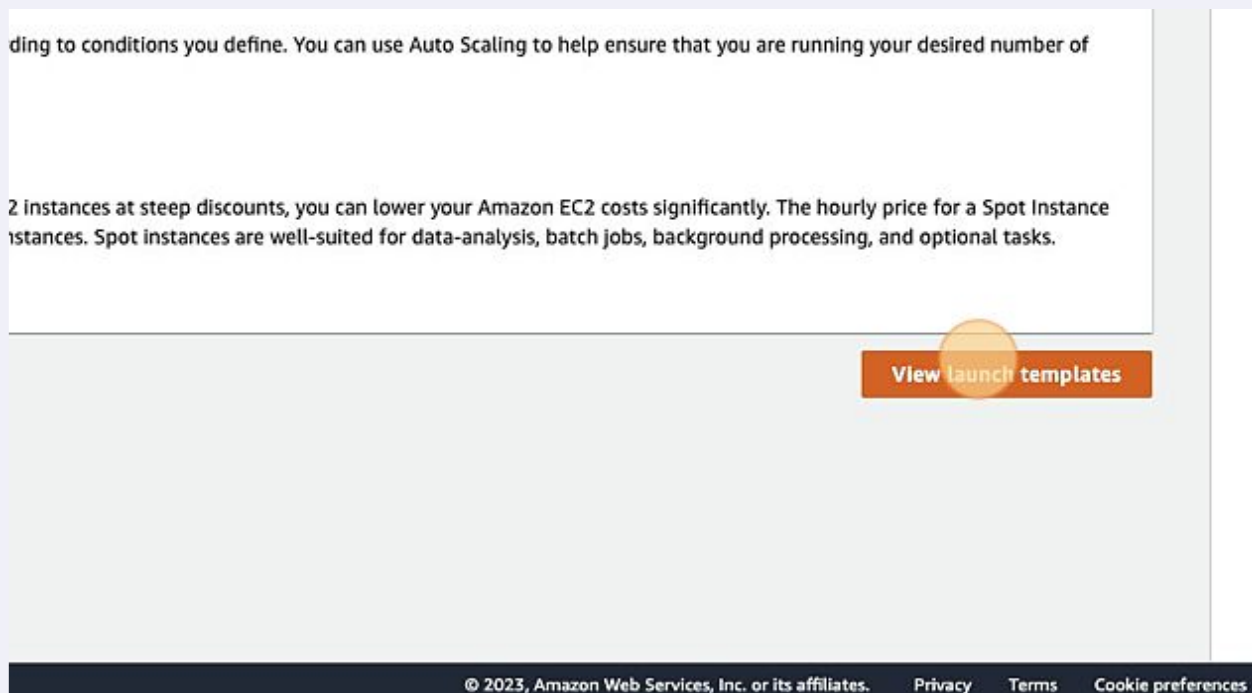 ding to conditions you define. You can use Auto Scaling to help ensure that you are running your desired number of
2 instances at steep discounts, you can lower your Amazon EC2 costs significantly. The hourly price for a Spot Instance
nstances. Spot instances are well-suited for data-analysis, batch jobs, background processing, and optional tasks.
View launch templates
© 2023, Amazon Web Services, Inc. or its affiliates. Privacy Terms Cookie preferences